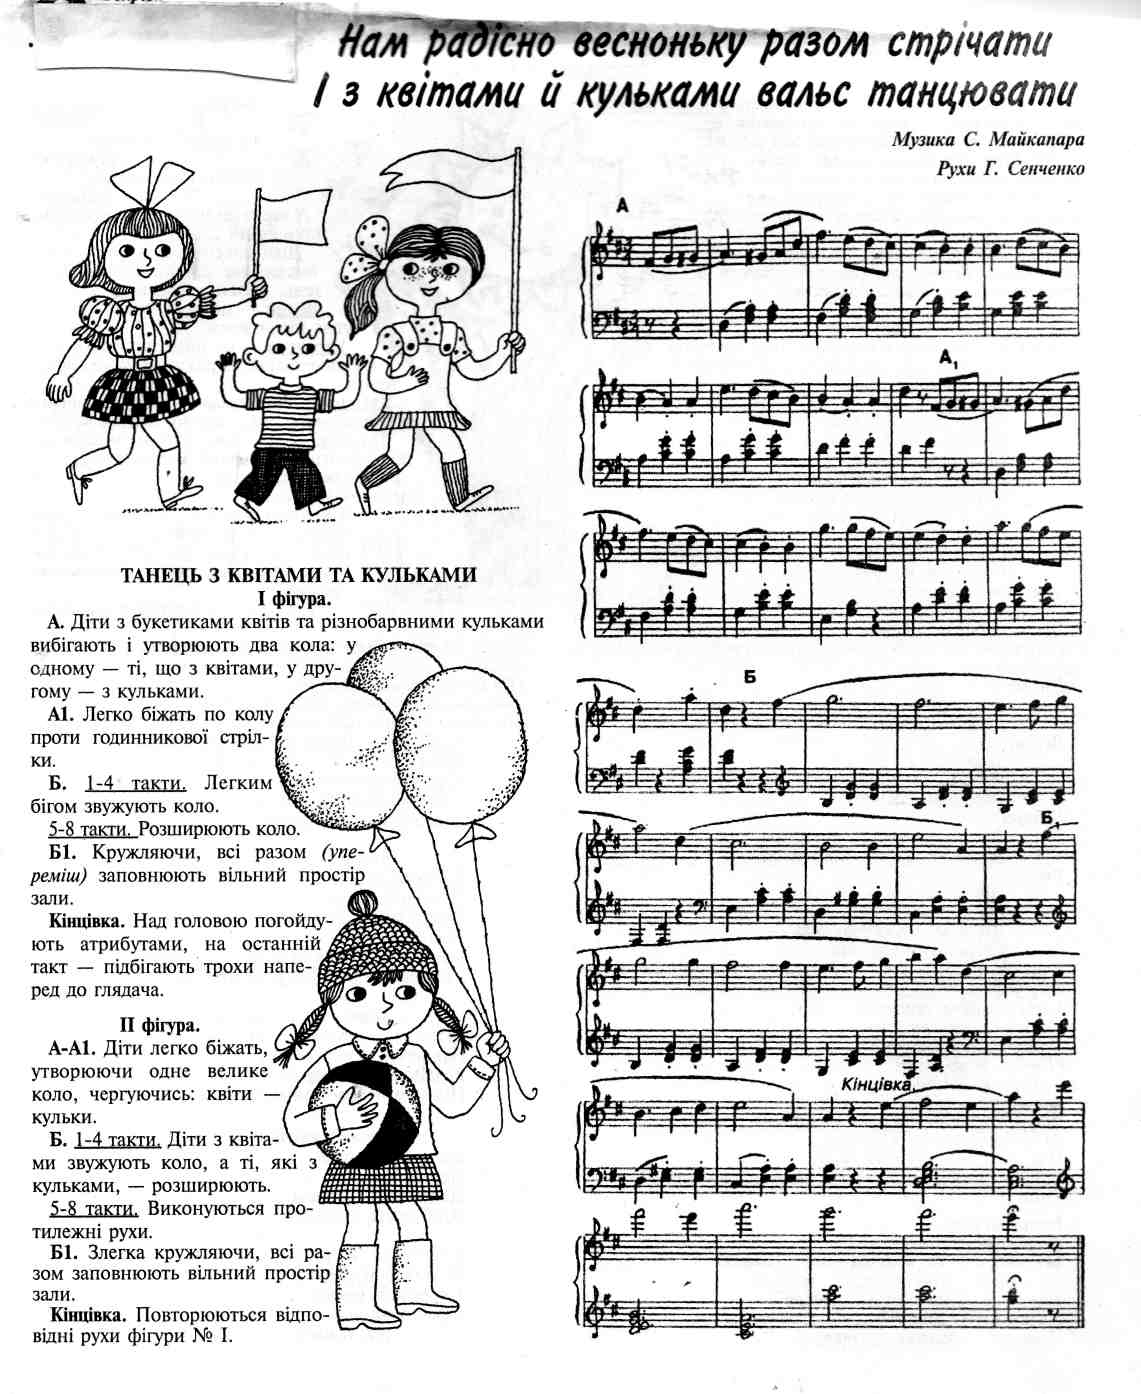 Нам радісно весноньку разом стрічати
І з квітами й кульками вальс танцювати
Музика С. Майкапара
Рухи Г. Сенченко
А
А1
Б
Б1
Кінцівка
ТАНЕЦЬ З КВІТАМИ ТА КУЛЬКАМИ
І фігура.
А. Діти з букетиками квітів та різнобарвними кульками
вибігають і утворюють два кола: у
одному — ті, що з квітами, у дру-
гому — з кульками.
А1. Легко біжать по колу
проти годинникової стріл-
ки.
Б. 1-4 такти. Легким
бігом звужують коло.
5-8 такти. Розширюють коло.
Б1. Кружляючи, всі разом (упе-
реміш) заповнюють вільний простір
зали.
Кінцівка. Над головою погойду-
ють атрибутами, на останній
такт — підбігають трохи напе-
ред до глядача.
ІІ фігура.
А-А1. Діти легко біжать,
утворюючи одне велике
коло, чергуючись: квіти —
кульки.
Б. 1-4 такти. Діти з квіта-
ми звужують коло, а ті, які з
кульками, — розширюють.
5-8 такти. Виконуються про-
тилежні рухи.
Б1. Злегка кружляючи, всі ра-
зом заповнюють вільний простір
зали.
Кінцівка. Повторюються відпо-
відні рухи фігури № І.